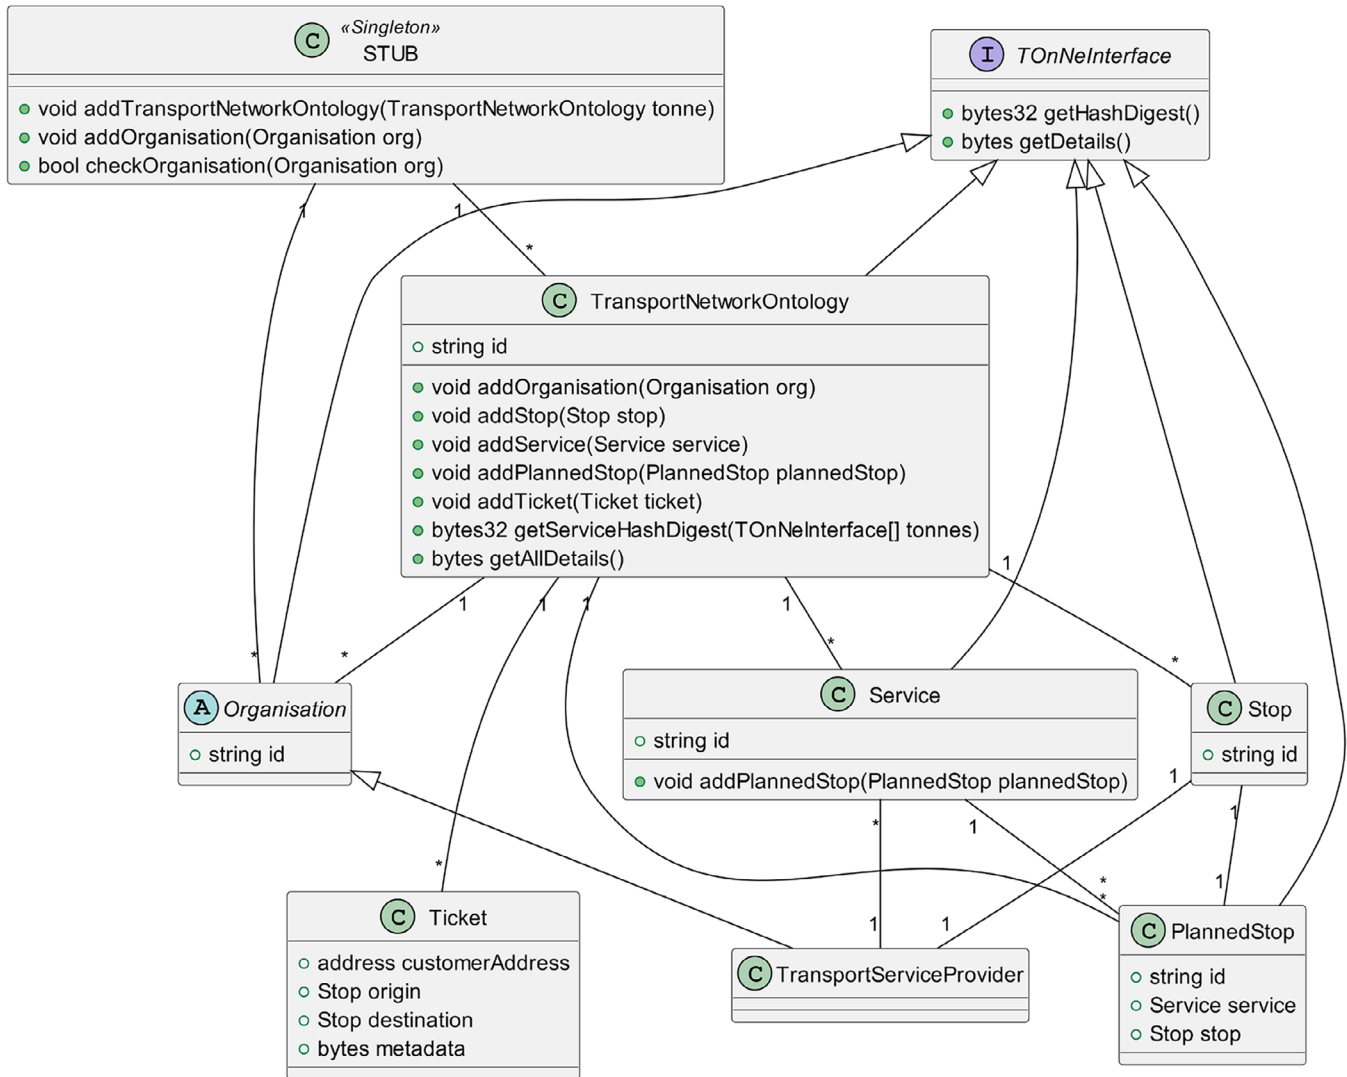 C
«Singleton»
STUB
void addTransportNetworkOntology(TransportNetworkOntology tonne)
void addOrganisation(Organisation org)
bool checkOrganisation(Organisation org)
I
TOnNeInterface
bytes32 getHashDigest()
bytes getDetails()
1
1
*
C
TransportNetworkOntology
string id
void addOrganisation(Organisation org)
void addStop(Stop stop)
void addService(Service service)
void addPlannedStop(PlannedStop plannedStop)
void addTicket(Ticket ticket)
bytes32 getServiceHashDigest(TOnNeInterface[] tonnes)
bytes getAllDetails()
1
1
1
1
1
*
*
*
*
A
Organisation
string id
C
Service
string id
void addPlannedStop(PlannedStop plannedStop)
C
Stop
string id
1
*
1
1
*
*
*
1
1
1
C
Ticket
address customerAddress
Stop origin
Stop destination
bytes metadata
C
TransportServiceProvider
C
PlannedStop
string id
Service service
Stop stop